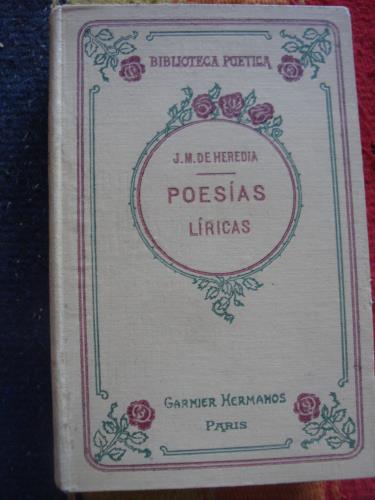 BIBLIOTECA POETICA
J. M. DE HEREDIA
POESÍAS
LÍRICAS
GARNIER HERMANOS
PARIS